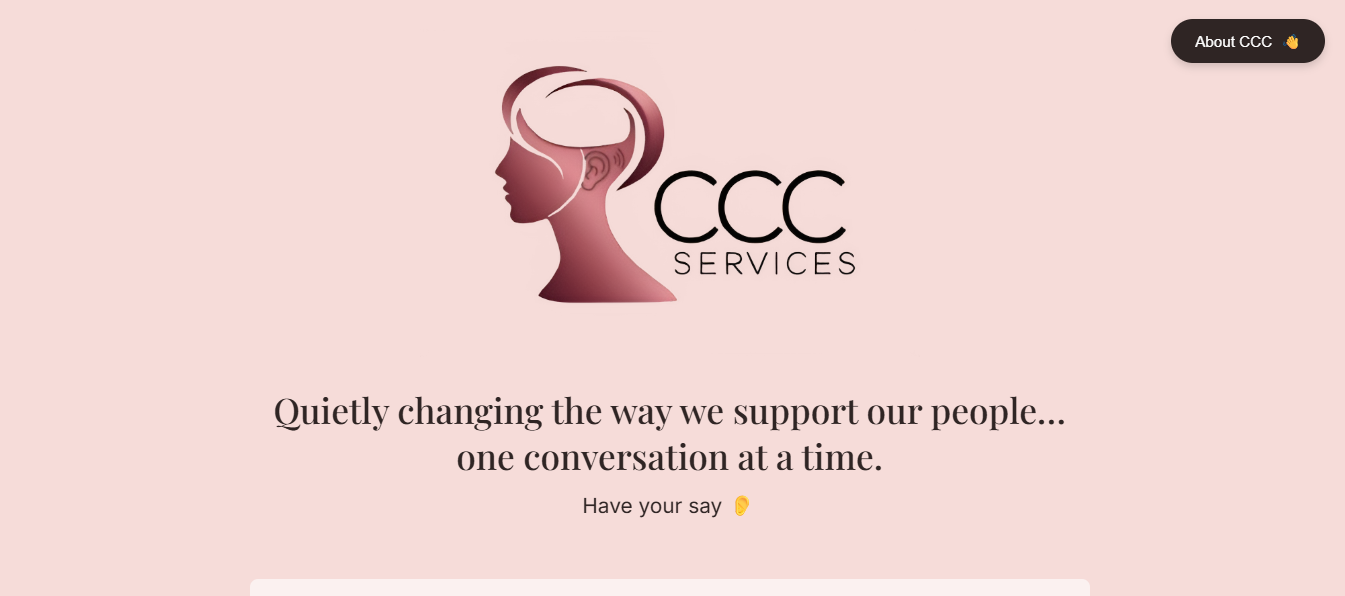 About CCC 👋
CCC
SERVICES
Quietly changing the way we support our people...
one conversation at a time.
Have your say 👂